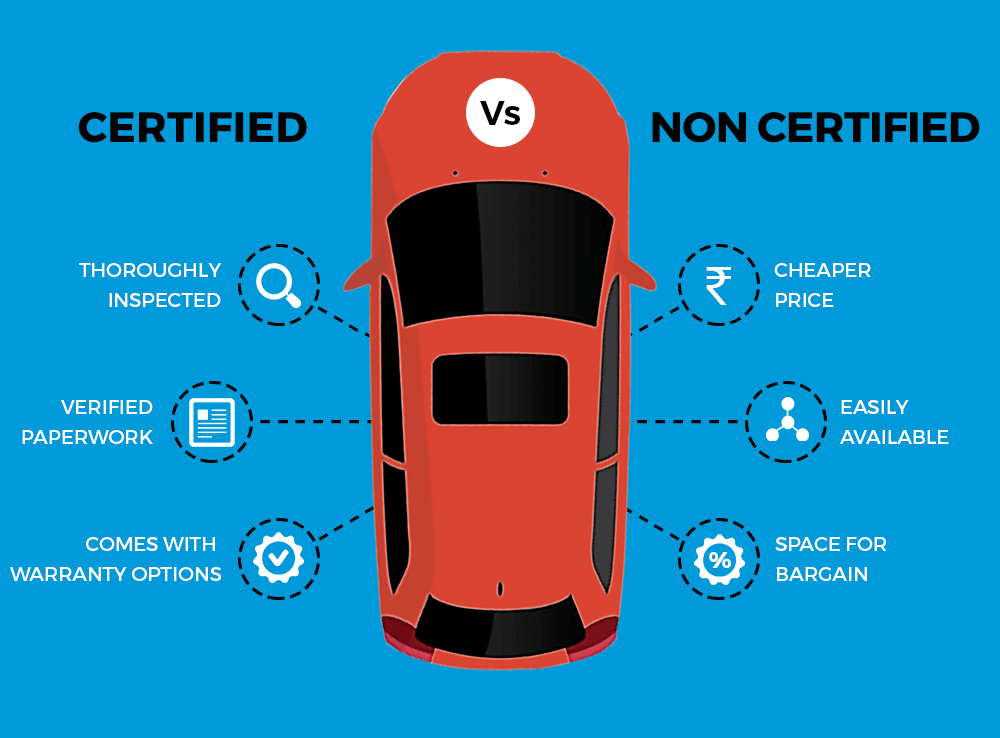 Vs
CERTIFIED
THOROUGHLY
INSPECTED
VERIFIED
PAPERWORK
COMES WITH
WARRANTY OPTIONS
NON CERTIFIED
₹
CHEAPER
PRICE
EASILY
AVAILABLE
%
SPACE FOR
BARGAIN